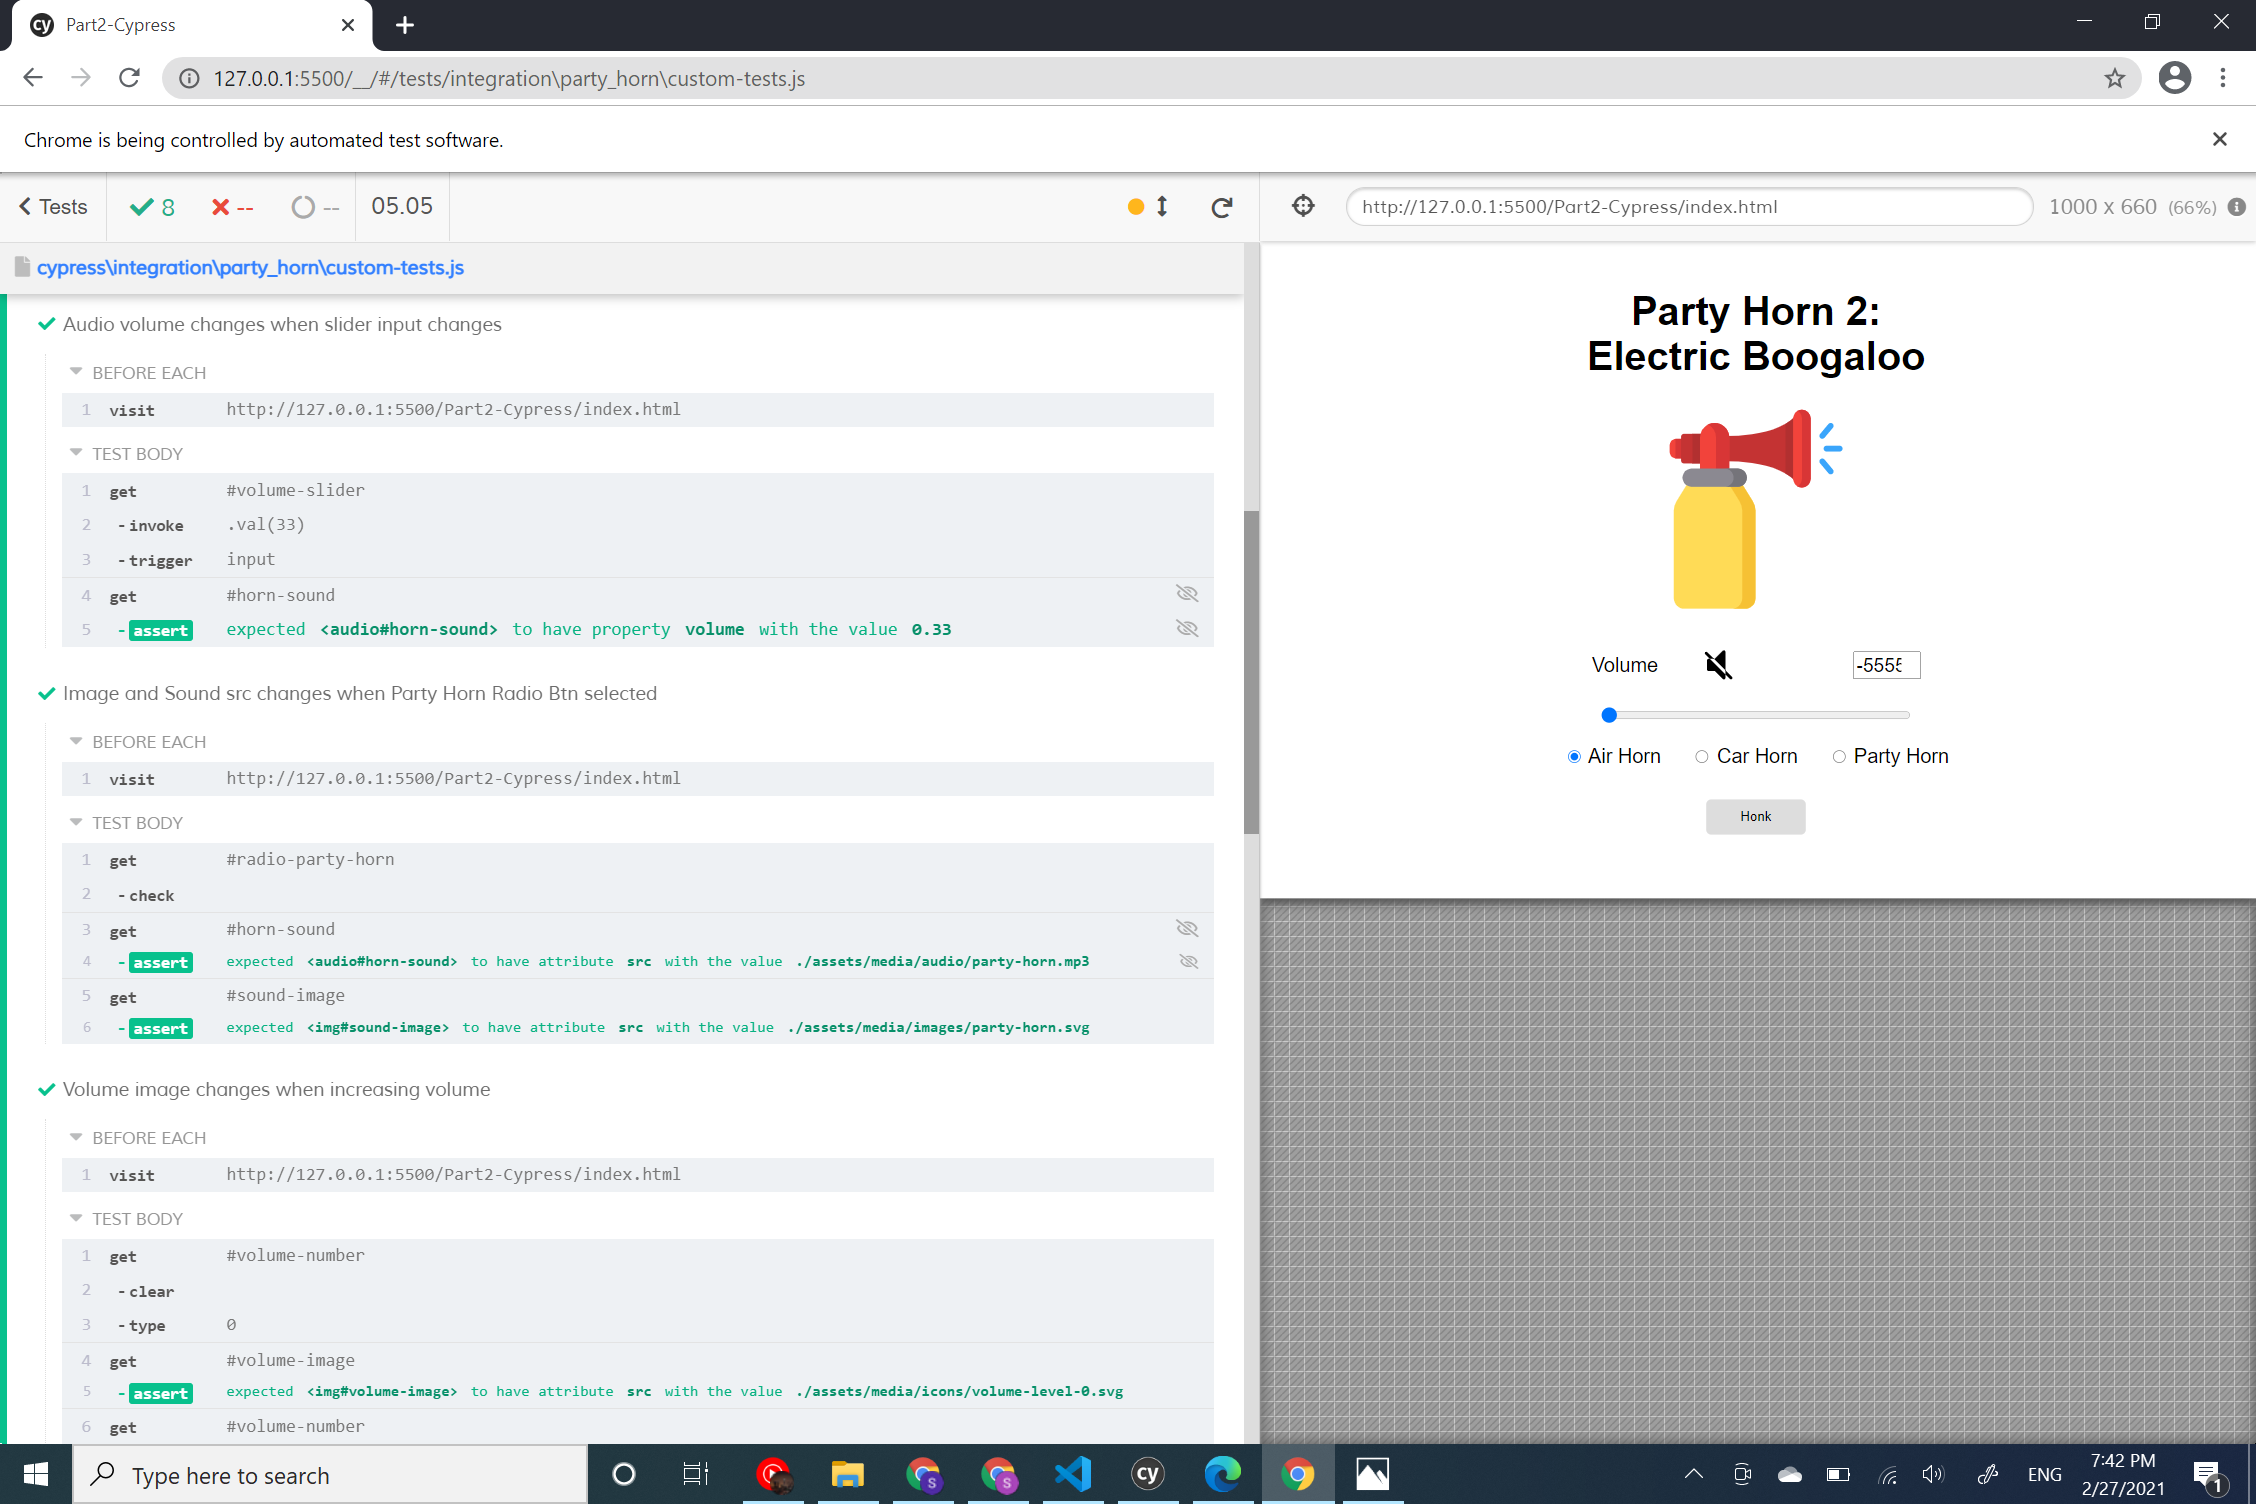 Part2-Cypress
127.0.0.1:5500/__/#/tests/integration\party_horn\custom-tests.js
Chrome is being controlled by automated test software.
Tests
8
--
--
05.05
http://127.0.0.1:5500/Part2-Cypress/index.html
1000 x 660 (66%)
cypress\integration\party_horn\custom-tests.js
Audio volume changes when slider input changes
BEFORE EACH
1 visit http://127.0.0.1:5500/Part2-Cypress/index.html
TEST BODY
1 get #volume-slider
2 -invoke .val(33)
3 -trigger input
4 get #horn-sound
5 -assert expected <audio#horn-sound> to have property volume with the value 0.33
Image and Sound src changes when Party Horn Radio Btn selected
BEFORE EACH
1 visit http://127.0.0.1:5500/Part2-Cypress/index.html
TEST BODY
1 get #radio-party-horn
2 -check
3 get #horn-sound
4 -assert expected <audio#horn-sound> to have attribute src with the value ./assets/media/audio/party-horn.mp3
5 get #sound-image
6 -assert expected <img#sound-image> to have attribute src with the value ./assets/media/images/party-horn.svg
Volume image changes when increasing volume
BEFORE EACH
1 visit http://127.0.0.1:5500/Part2-Cypress/index.html
TEST BODY
1 get #volume-number
2 -clear
3 -type 0
4 get #volume-image
5 -assert expected <img#volume-image> to have attribute src with the value ./assets/media/icons/volume-level-0.svg
6 get #volume-number
Party Horn 2:
Electric Boogaloo
Volume
Air Horn
Car Horn
Party Horn
Honk
Type here to search
cy
S
S
cy
ENG
7:42 PM
2/27/2021
1